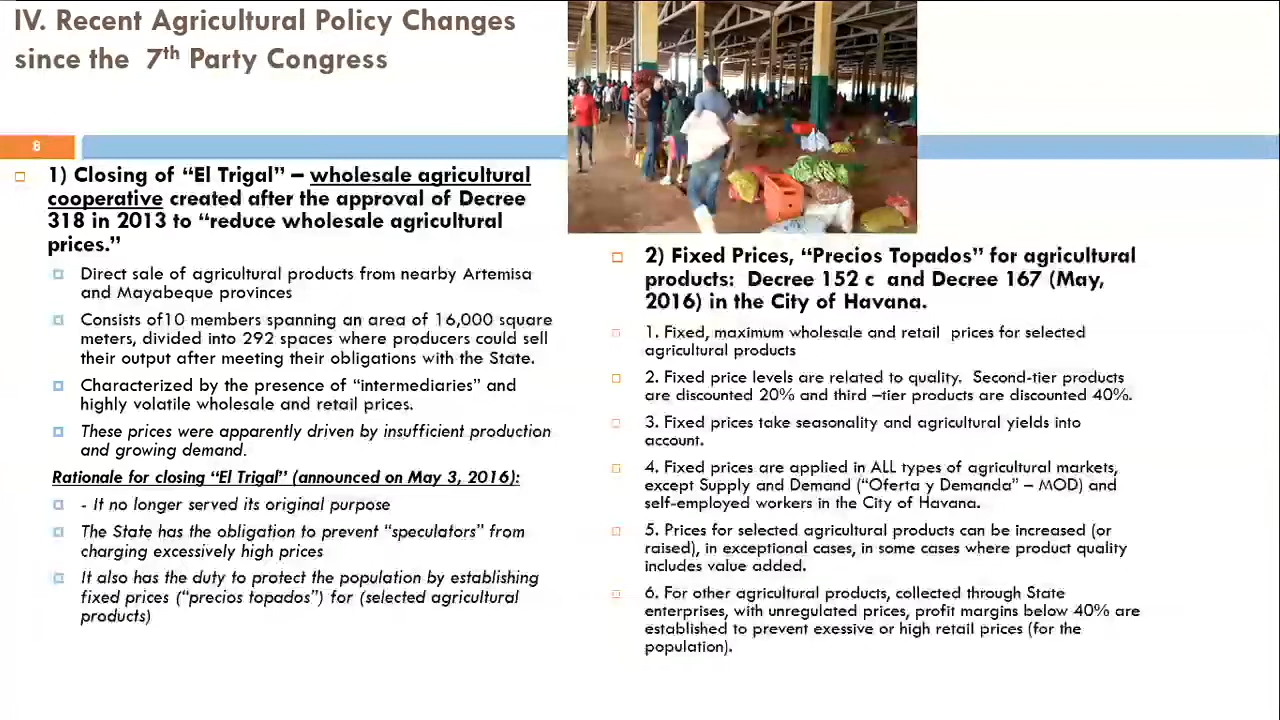 IV. Recent Agricultural Policy Changes
since the 7th Party Congress
8
1) Closing of “El Trigal” – wholesale agricultural
cooperative created after the approval of Decree
318 in 2013 to “reduce wholesale agricultural
prices.”
Direct sale of agricultural products from nearby Artemisa
and Mayabeque provinces
Consists of10 members spanning an area of 16,000 square
meters, divided into 292 spaces where producers could sell
their output after meeting their obligations with the State.
Characterized by the presence of “intermediaries” and
highly volatile wholesale and retail prices.
These prices were apparently driven by insufficient production
and growing demand.
Rationale for closing “El Trigal” (announced on May 3, 2016):
- It no longer served its original purpose
The State has the obligation to prevent “speculators” from
charging excessively high prices
It also has the duty to protect the population by establishing
fixed prices (“precios topados”) for (selected agricultural
products)
2) Fixed Prices, “Precios Topados” for agricultural
products: Decree 152 c and Decree 167 (May,
2016) in the City of Havana.
1. Fixed, maximum wholesale and retail prices for selected
agricultural products
2. Fixed price levels are related to quality. Second-tier products
are discounted 20% and third –tier products are discounted 40%.
3. Fixed prices take seasonality and agricultural yields into
account.
4. Fixed prices are applied in ALL types of agricultural markets,
except Supply and Demand (“Oferta y Demanda” – MOD) and
self-employed workers in the City of Havana.
5. Prices for selected agricultural products can be increased (or
raised), in exceptional cases, in some cases where product quality
includes value added.
6. For other agricultural products, collected through State
enterprises, with unregulated prices, profit margins below 40% are
established to prevent exessive or high retail prices (for the
population).